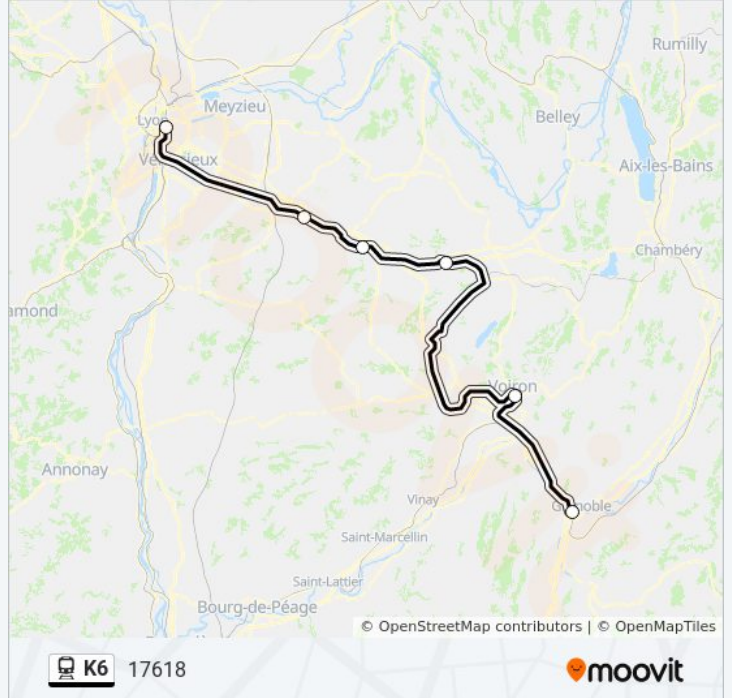 Rumilly
Meyzieu
Lyon
Belley
Vénissieux
Aix-les-Bains
Chambéry
amond
Voiron
Annonay
Vinay
Grenoble
Saint-Marcellin
Saint-Lattier
Bourg-de-Péage
© OpenStreetMap contributors | © OpenMapTiles
K6 17618
moovit